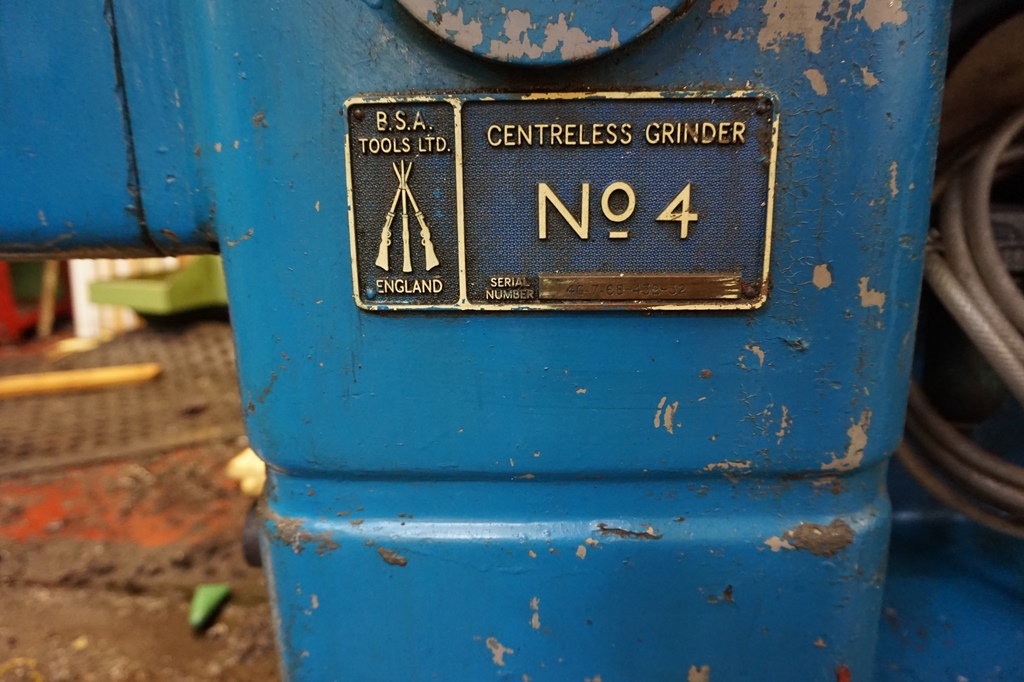 B.S.A.
TOOLS LTD.
ENGLAND
CENTRELESS GRINDER
Nº 4
SERIAL
NUMBER